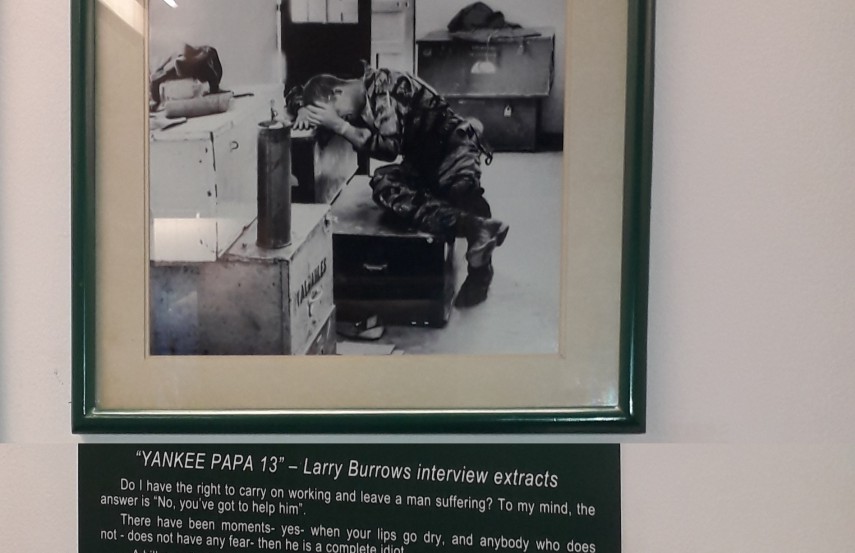 VALUABLES
"YANKEE PAPA 13" – Larry Burrows interview extracts
Do I have the right to carry on working and leave a man suffering? To my mind, the
answer is "No, you've got to help him".
There have been moments- yes- when your lips go dry, and anybody who does
not - does not have any fear- then he is a complete idiot